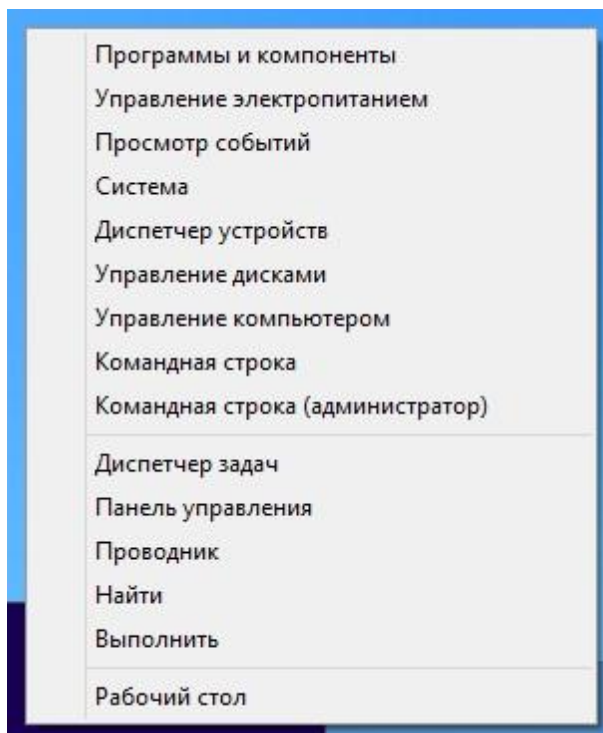 Программы и компоненты
Управление электропитанием
Просмотр событий
Система
Диспетчер устройств
Управление дисками
Управление компьютером
Командная строка
Командная строка (администратор)
Диспетчер задач
Панель управления
Проводник
Найти
Выполнить
Рабочий стол